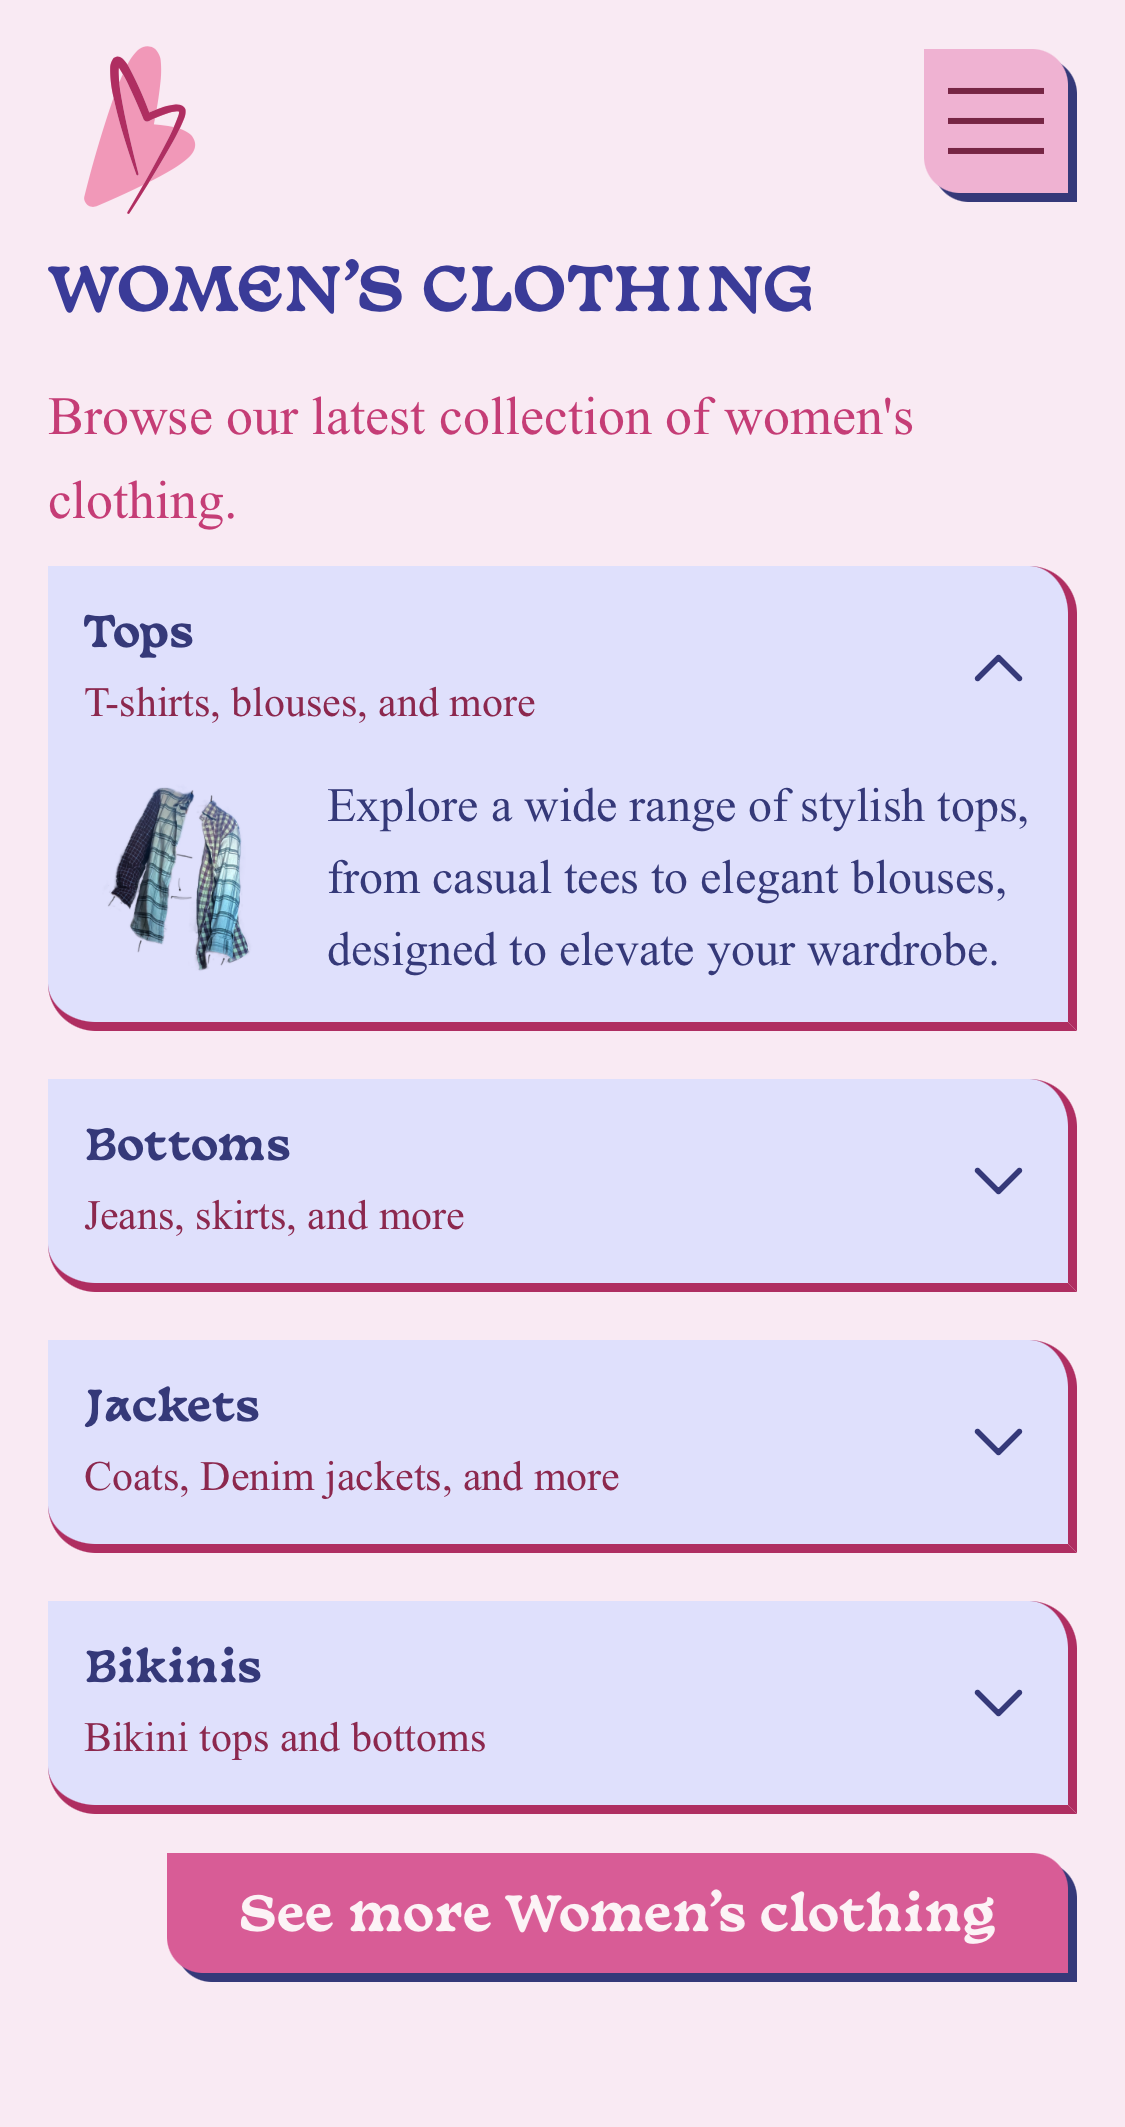 WOMEN’S CLOTHING
Browse our latest collection of women's
clothing.
Tops
T-shirts, blouses, and more
Explore a wide range of stylish tops,
from casual tees to elegant blouses,
designed to elevate your wardrobe.
Bottoms
Jeans, skirts, and more
Jackets
Coats, Denim jackets, and more
Bikinis
Bikini tops and bottoms
See more Women’s clothing